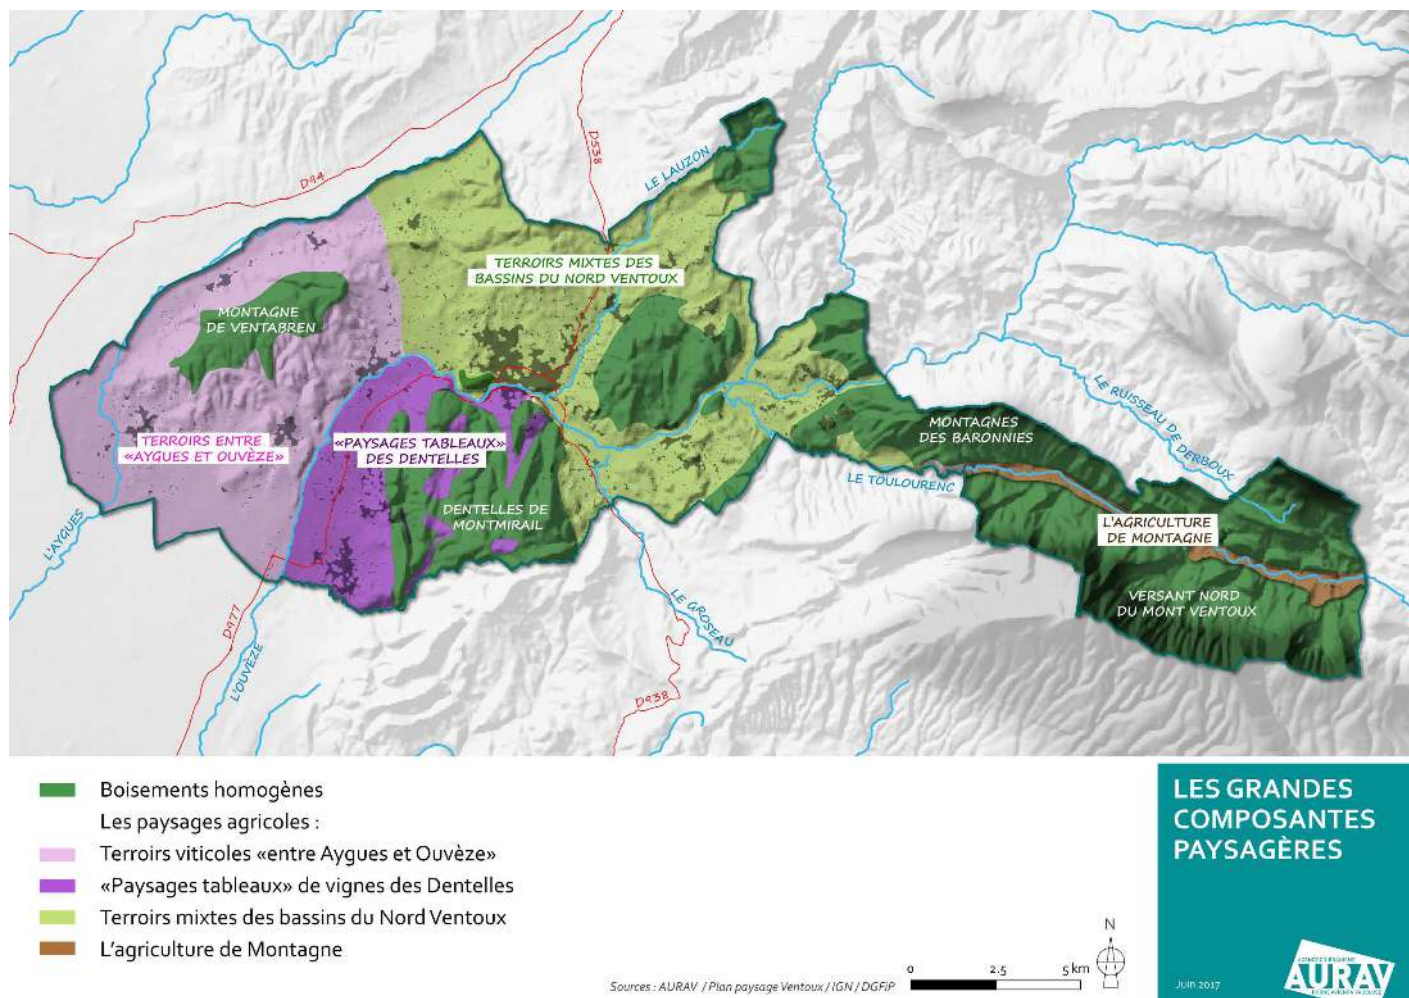 D94
D538
LE LAUZON
TERROIRS MIXTES DES
BASSINS DU NORD VENTOUX
MONTAGNE
DE VENTABREN
LE RUISSEAU DE DERBOUX
TERROIRS ENTRE
«AYGUES ET OUVÈZE»
«PAYSAGES TABLEAUX»
DES DENTELLES
MONTAGNES
DES BARONNIES
LE TOULOURENC
DENTELLES DE
MONTMIRAIL
L'AGRICULTURE
DE MONTAGNE
L'AYGUES
VERSANT NORD
DU MONT VENTOUX
D977
L'OUVÈZE
LE GROSEAU
D938
Boisements homogènes
Les paysages agricoles :
Terroirs viticoles «entre Aygues et Ouvèze»
«Paysages tableaux» de vignes des Dentelles
Terroirs mixtes des bassins du Nord Ventoux
L'agriculture de Montagne
Sources : AURAV / Plan paysage Ventoux / IGN / DGFiP
0 2.5 5 km
N
LES GRANDES
COMPOSANTES
PAYSAGÈRES
Juin 2017
AURAV